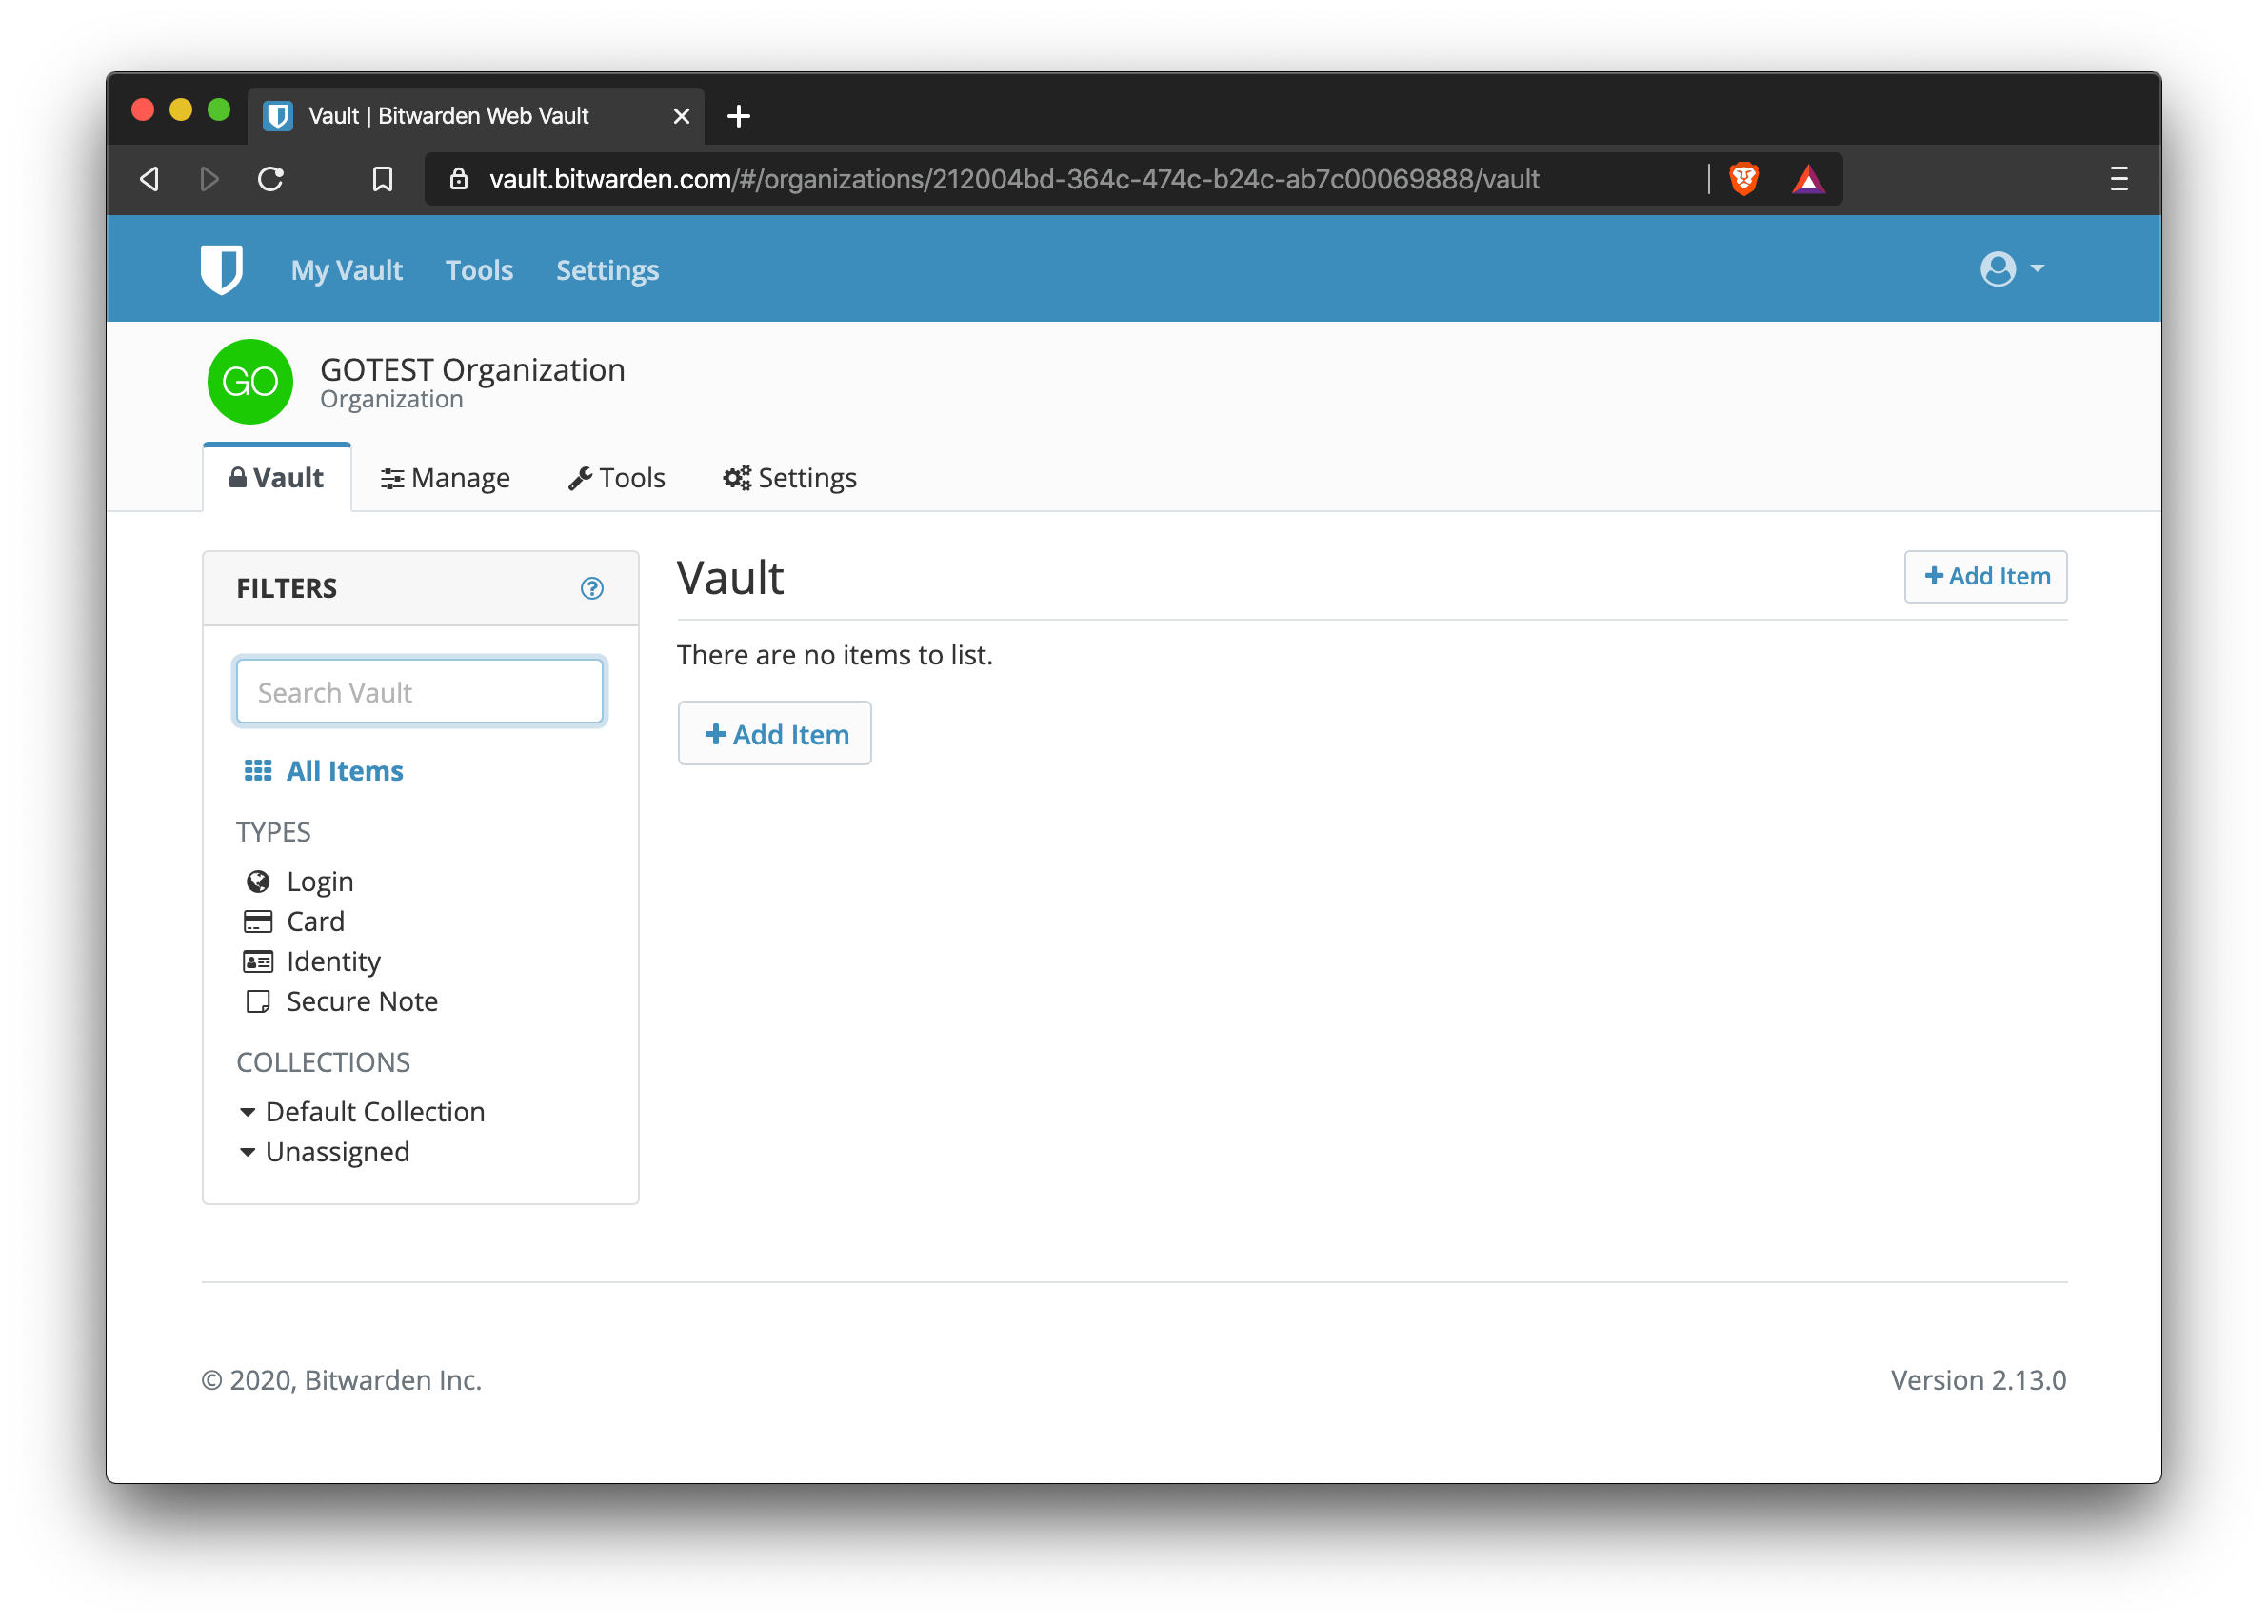 Vault | Bitwarden Web Vault
vault.bitwarden.com/#/organizations/212004bd-364c-474c-b24c-ab7c00069888/vault
My Vault Tools Settings
GO
GOTEST Organization
Organization
Vault Manage Tools Settings
FILTERS
Search Vault
All Items
TYPES
Login
Card
Identity
Secure Note
COLLECTIONS
Default Collection
Unassigned
Vault
Add Item
There are no items to list.
Add Item
© 2020, Bitwarden Inc.
Version 2.13.0